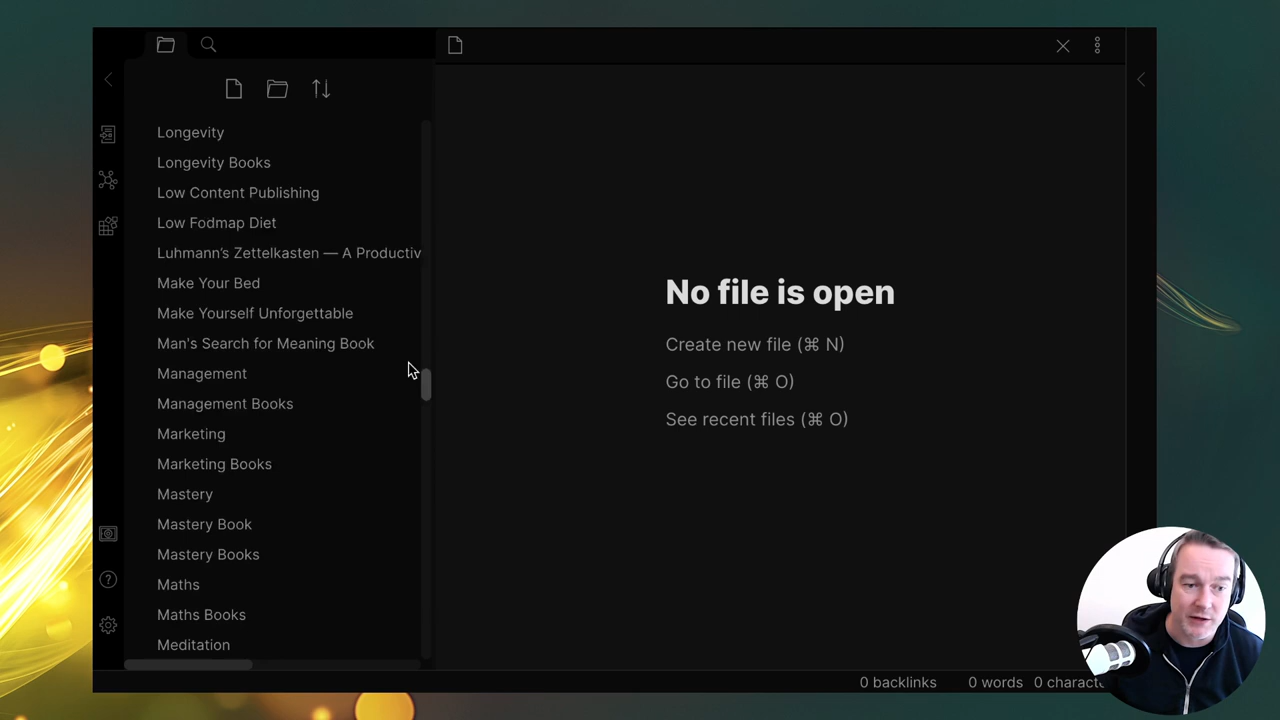 Longevity
Longevity Books
Low Content Publishing
Low Fodmap Diet
Luhmann’s Zettelkasten — A Productiv
Make Your Bed
Make Yourself Unforgettable
Man's Search for Meaning Book
Management
Management Books
Marketing
Marketing Books
Mastery
Mastery Book
Mastery Books
Maths
Maths Books
Meditation
No file is open
Create new file (⌘ N)
Go to file (⌘ O)
See recent files (⌘ O)
0 backlinks 0 words 0 characte